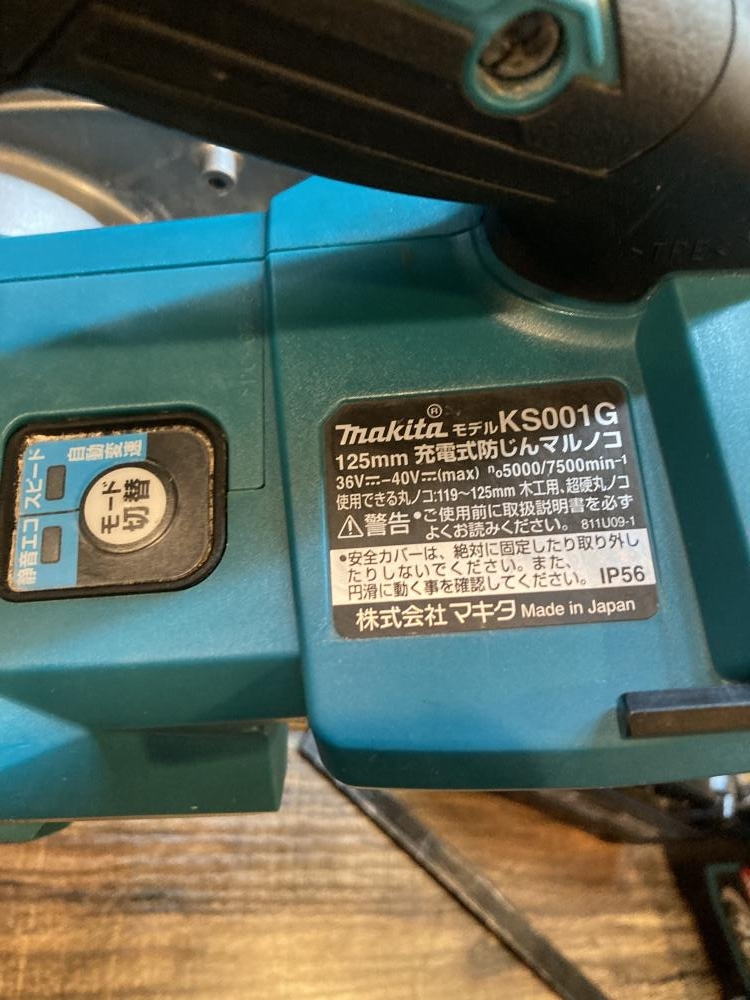 >TPE<
makita® モデル KS001G
125mm 充電式防じんマルノコ
36V⎓−40V⎓(max) n₀5000/7500min⁻¹
使用できる丸ノコ:119〜125mm 木工用、超硬丸ノコ
⚠警告 •ご使用前に取扱説明書を必ず
よくお読みください。 811U09-1
•安全カバーは、絶対に固定したり取り外し
たりしないでください。また、
円滑に動く事を確認してください。 IP56
株式会社 マキタ Made in Japan
自動変速
スピード
静音エコ
モード
切替